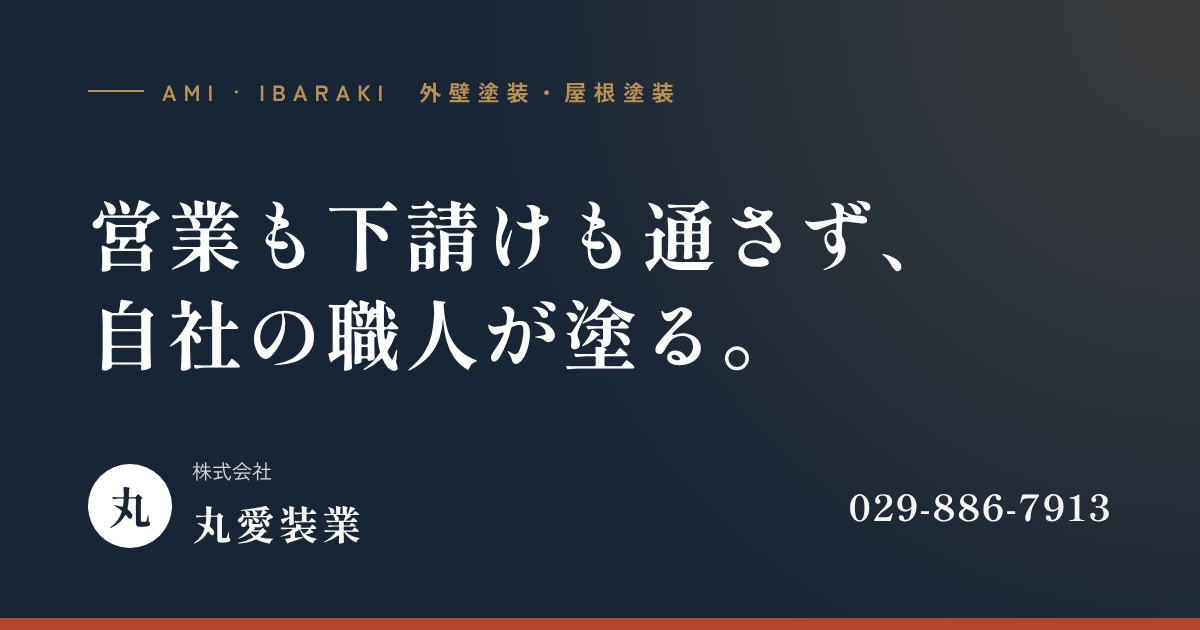 AMI · IBARAKI　外壁塗装・屋根塗装
営業も下請けも通さず、
自社の職人が塗る。
丸
株式会社
丸愛装業
029-886-7913